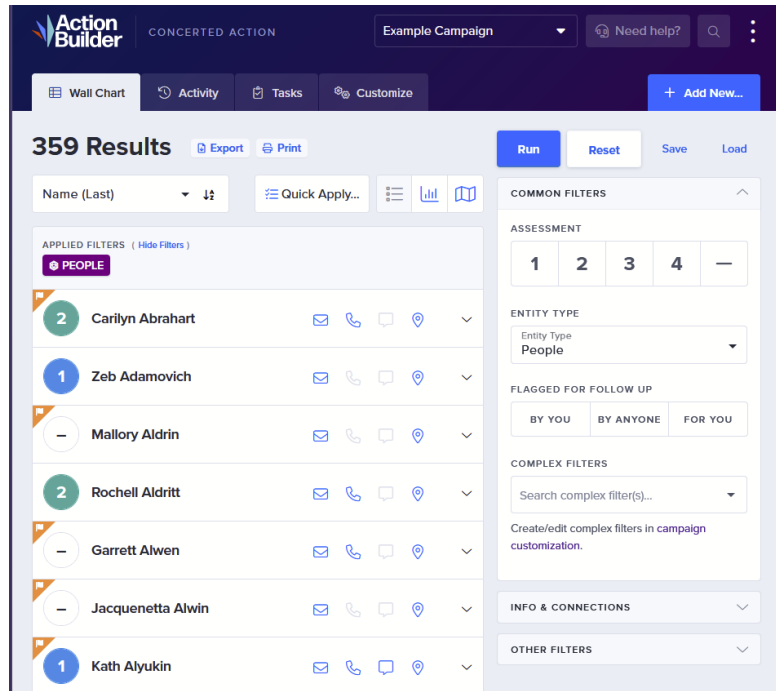 Action
Builder
CONCERTED ACTION
Example Campaign
Need help?
Wall Chart
Activity
Tasks
Customize
+ Add New...
359 Results
Export
Print
Run
Reset
Save
Load
Name (Last)
Quick Apply...
APPLIED FILTERS ( Hide Filters )
PEOPLE
2 Carilyn Abrahart
1 Zeb Adamovich
– Mallory Aldrin
2 Rochell Aldritt
– Garrett Alwen
– Jacquenetta Alwin
1 Kath Alyukin
COMMON FILTERS
ASSESSMENT
1 2 3 4 —
ENTITY TYPE
Entity Type
People
FLAGGED FOR FOLLOW UP
BY YOU BY ANYONE FOR YOU
COMPLEX FILTERS
Search complex filter(s)...
Create/edit complex filters in campaign
customization.
INFO & CONNECTIONS
OTHER FILTERS